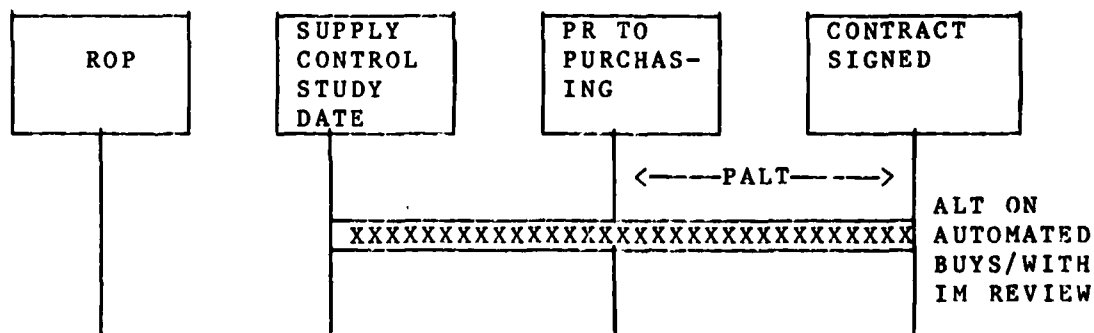 ROP
SUPPLY
CONTROL
STUDY
DATE
PR TO
PURCHAS-
ING
CONTRACT
SIGNED
<-----PALT----->
XXXXXXXXXXXXXXXXXXXXXXXXXXXXXXXX
ALT ON
AUTOMATED
BUYS/WITH
IM REVIEW